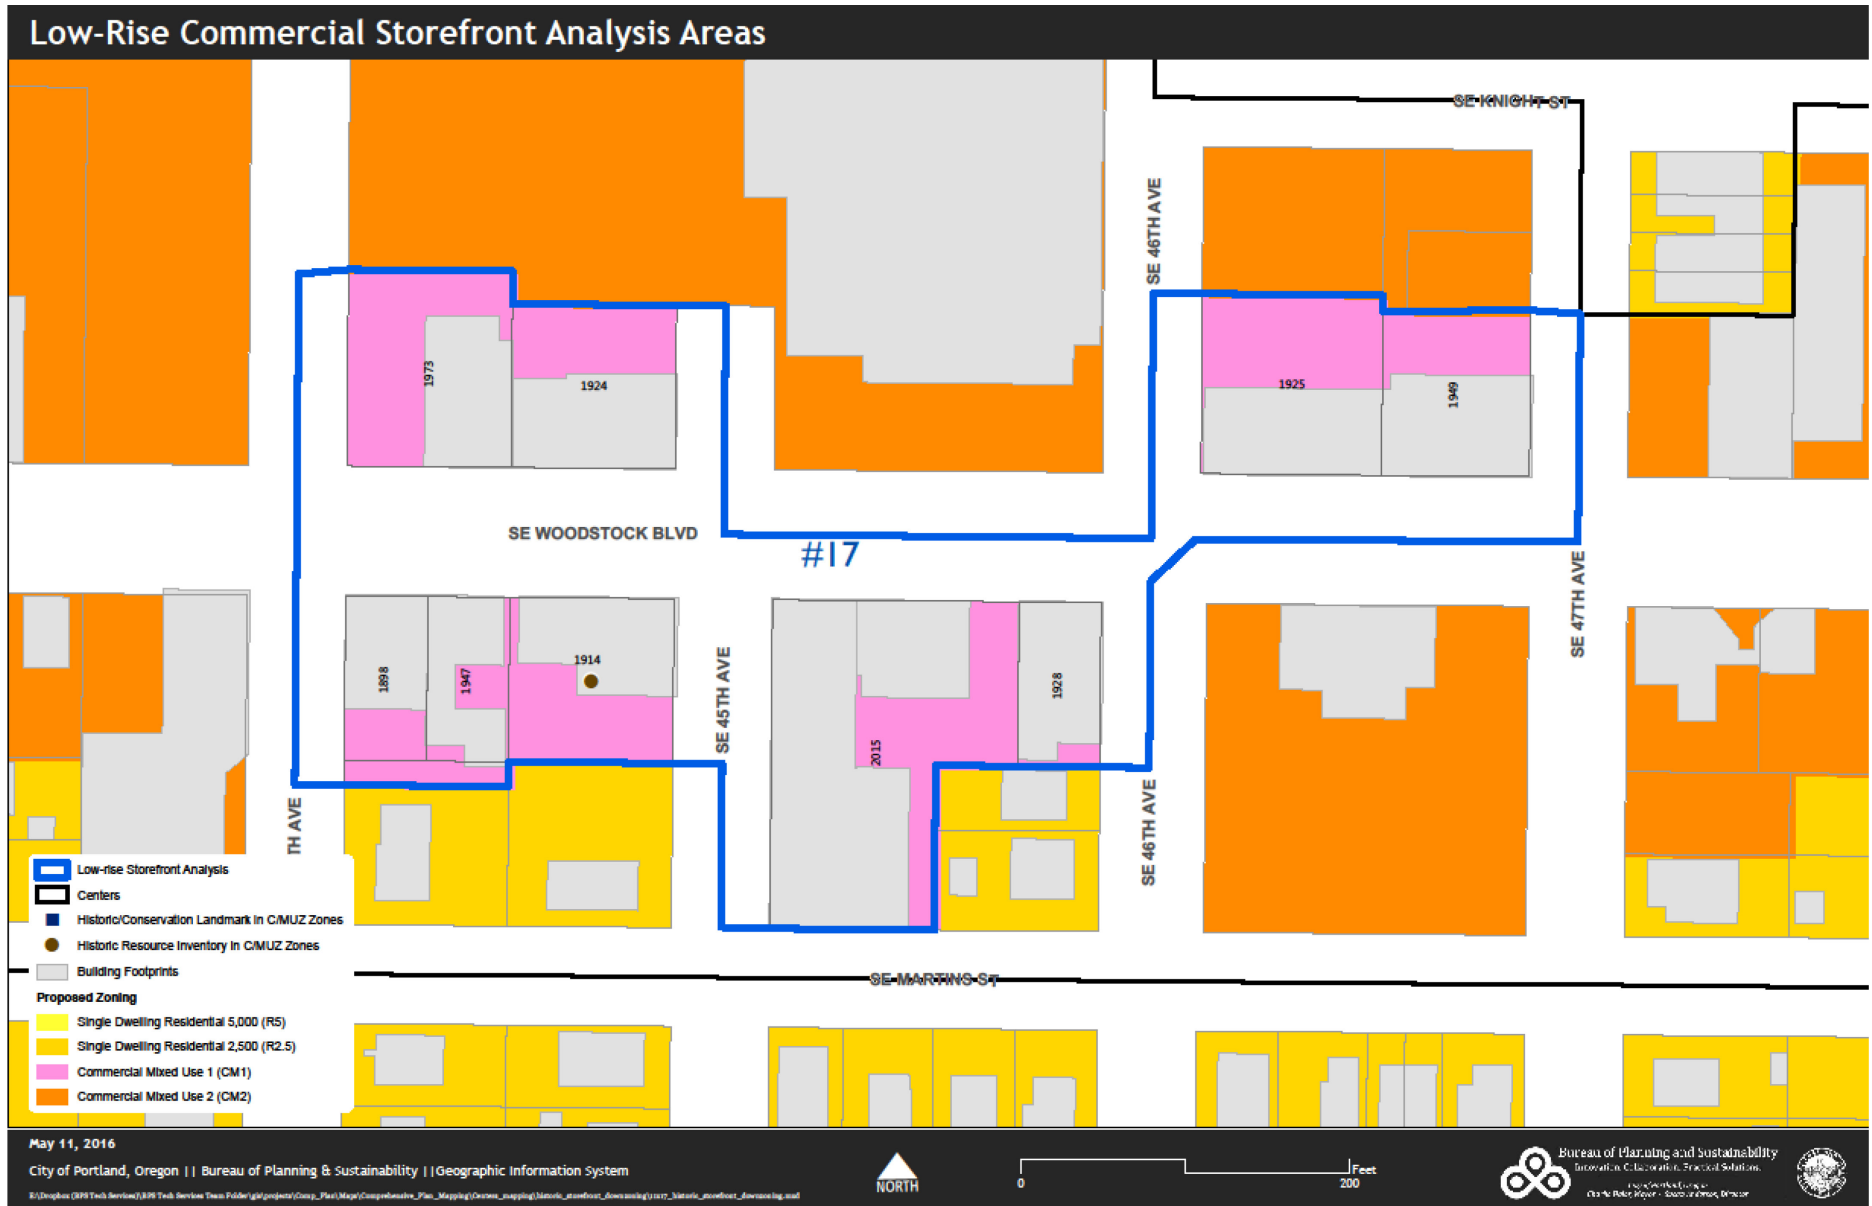 Low-Rise Commercial Storefront Analysis Areas
SE KNIGHT ST
SE 46TH AVE
1973
1924
1925
1949
SE WOODSTOCK BLVD
#17
SE 47TH AVE
1898
1947
1914
SE 45TH AVE
2015
1928
SE 46TH AVE
TH AVE
SE MARTINS ST
Low-rise Storefront Analysis
Centers
Historic/Conservation Landmark in C/MUZ Zones
Historic Resource Inventory in C/MUZ Zones
Building Footprints
Proposed Zoning
Single Dwelling Residential 5,000 (R5)
Single Dwelling Residential 2,500 (R2.5)
Commercial Mixed Use 1 (CM1)
Commercial Mixed Use 2 (CM2)
May 11, 2016
City of Portland, Oregon || Bureau of Planning & Sustainability ||Geographic Information System
NORTH
0
200
Feet
Bureau of Planning and Sustainability
Innovation. Collaboration. Practical Solutions.